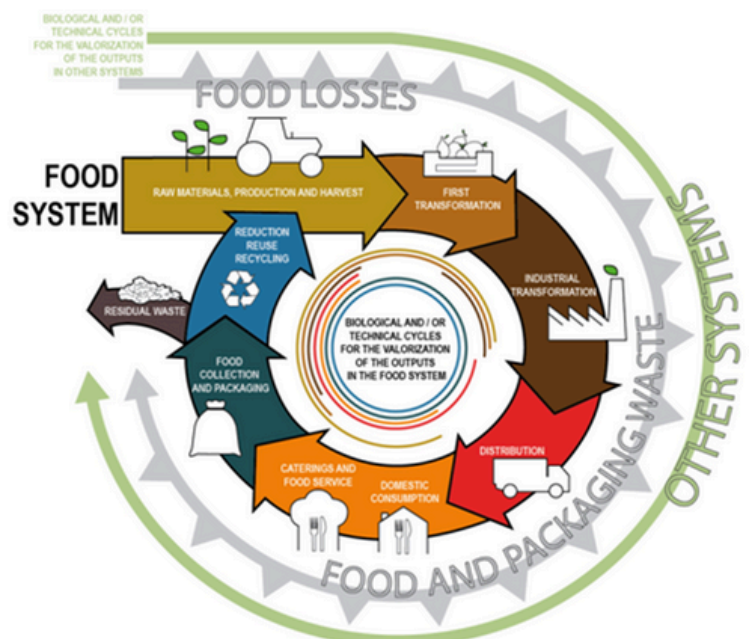 BIOLOGICAL AND / OR
TECHNICAL CYCLES
FOR THE VALORIZATION
OF THE OUTPUTS
IN OTHER SYSTEMS
FOOD LOSSES
FOOD
SYSTEM
RAW MATERIALS, PRODUCTION AND HARVEST
FIRST
TRANSFORMATION
INDUSTRIAL
TRANSFORMATION
DISTRIBUTION
DOMESTIC
CONSUMPTION
CATERINGS AND
FOOD SERVICE
FOOD
COLLECTION
AND PACKAGING
RESIDUAL WASTE
REDUCTION
REUSE
RECYCLING
BIOLOGICAL AND / OR
TECHNICAL CYCLES
FOR THE VALORIZATION
OF THE OUTPUTS
IN THE FOOD SYSTEM
FOOD AND PACKAGING WASTE
OTHER SYSTEMS